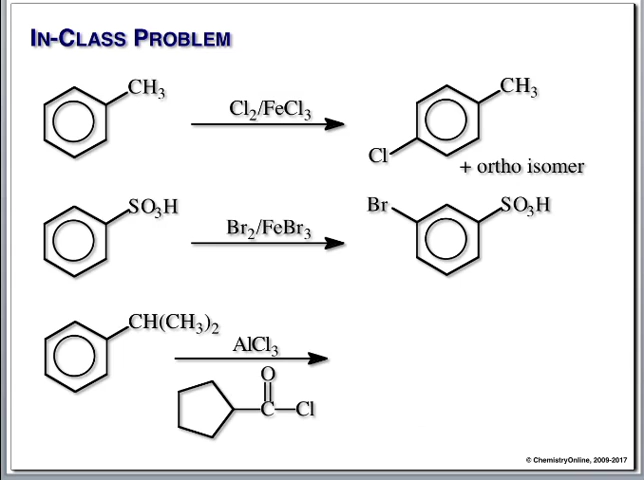 IN-CLASS PROBLEM
CH₃
Cl₂/FeCl₃
CH₃
Cl
+ ortho isomer
SO₃H
Br₂/FeBr₃
Br
SO₃H
CH(CH₃)₂
AlCl₃
O
C
Cl
© ChemistryOnline, 2009-2017